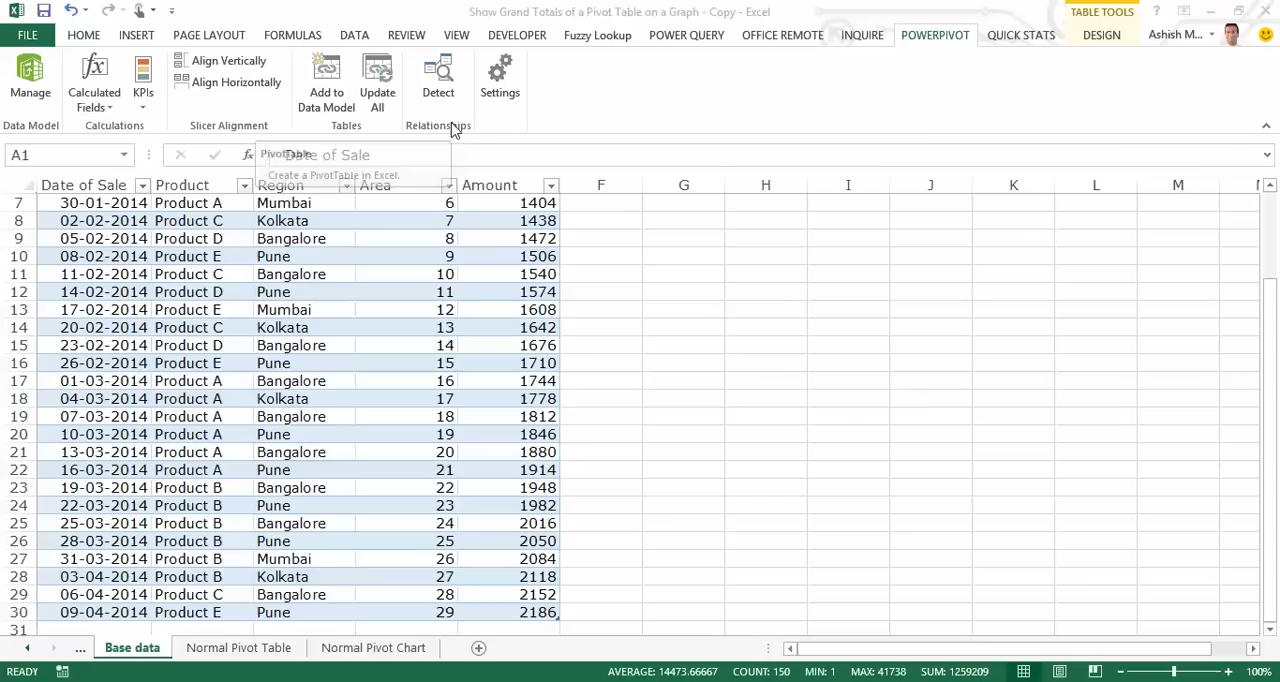 Show Grand Totals of a Pivot Table on a Graph - Copy - Excel
TABLE TOOLS
FILE HOME INSERT PAGE LAYOUT FORMULAS DATA REVIEW VIEW DEVELOPER Fuzzy Lookup POWER QUERY OFFICE REMOTE INQUIRE POWERPIVOT QUICK STATS DESIGN Ashish M...
Manage
Calculated Fields
KPIs
Align Vertically
Align Horizontally
Add to Data Model
Update All
Detect
Settings
Data Model Calculations Slicer Alignment Tables Relationships
A1 fx Date of Sale
PivotTable
Create a PivotTable in Excel.
Date of Sale Product Region Area Amount F G H I J K L M
7 30-01-2014 Product A Mumbai 6 1404
8 02-02-2014 Product C Kolkata 7 1438
9 05-02-2014 Product D Bangalore 8 1472
10 08-02-2014 Product E Pune 9 1506
11 11-02-2014 Product C Bangalore 10 1540
12 14-02-2014 Product D Pune 11 1574
13 17-02-2014 Product E Mumbai 12 1608
14 20-02-2014 Product C Kolkata 13 1642
15 23-02-2014 Product D Bangalore 14 1676
16 26-02-2014 Product E Pune 15 1710
17 01-03-2014 Product A Bangalore 16 1744
18 04-03-2014 Product A Kolkata 17 1778
19 07-03-2014 Product A Bangalore 18 1812
20 10-03-2014 Product A Pune 19 1846
21 13-03-2014 Product A Bangalore 20 1880
22 16-03-2014 Product A Pune 21 1914
23 19-03-2014 Product B Bangalore 22 1948
24 22-03-2014 Product B Pune 23 1982
25 25-03-2014 Product B Bangalore 24 2016
26 28-03-2014 Product B Pune 25 2050
27 31-03-2014 Product B Mumbai 26 2084
28 03-04-2014 Product B Kolkata 27 2118
29 06-04-2014 Product C Bangalore 28 2152
30 09-04-2014 Product E Pune 29 2186
31
... Base data Normal Pivot Table Normal Pivot Chart
READY AVERAGE: 14473.66667 COUNT: 150 MIN: 1 MAX: 41738 SUM: 1259209 100%